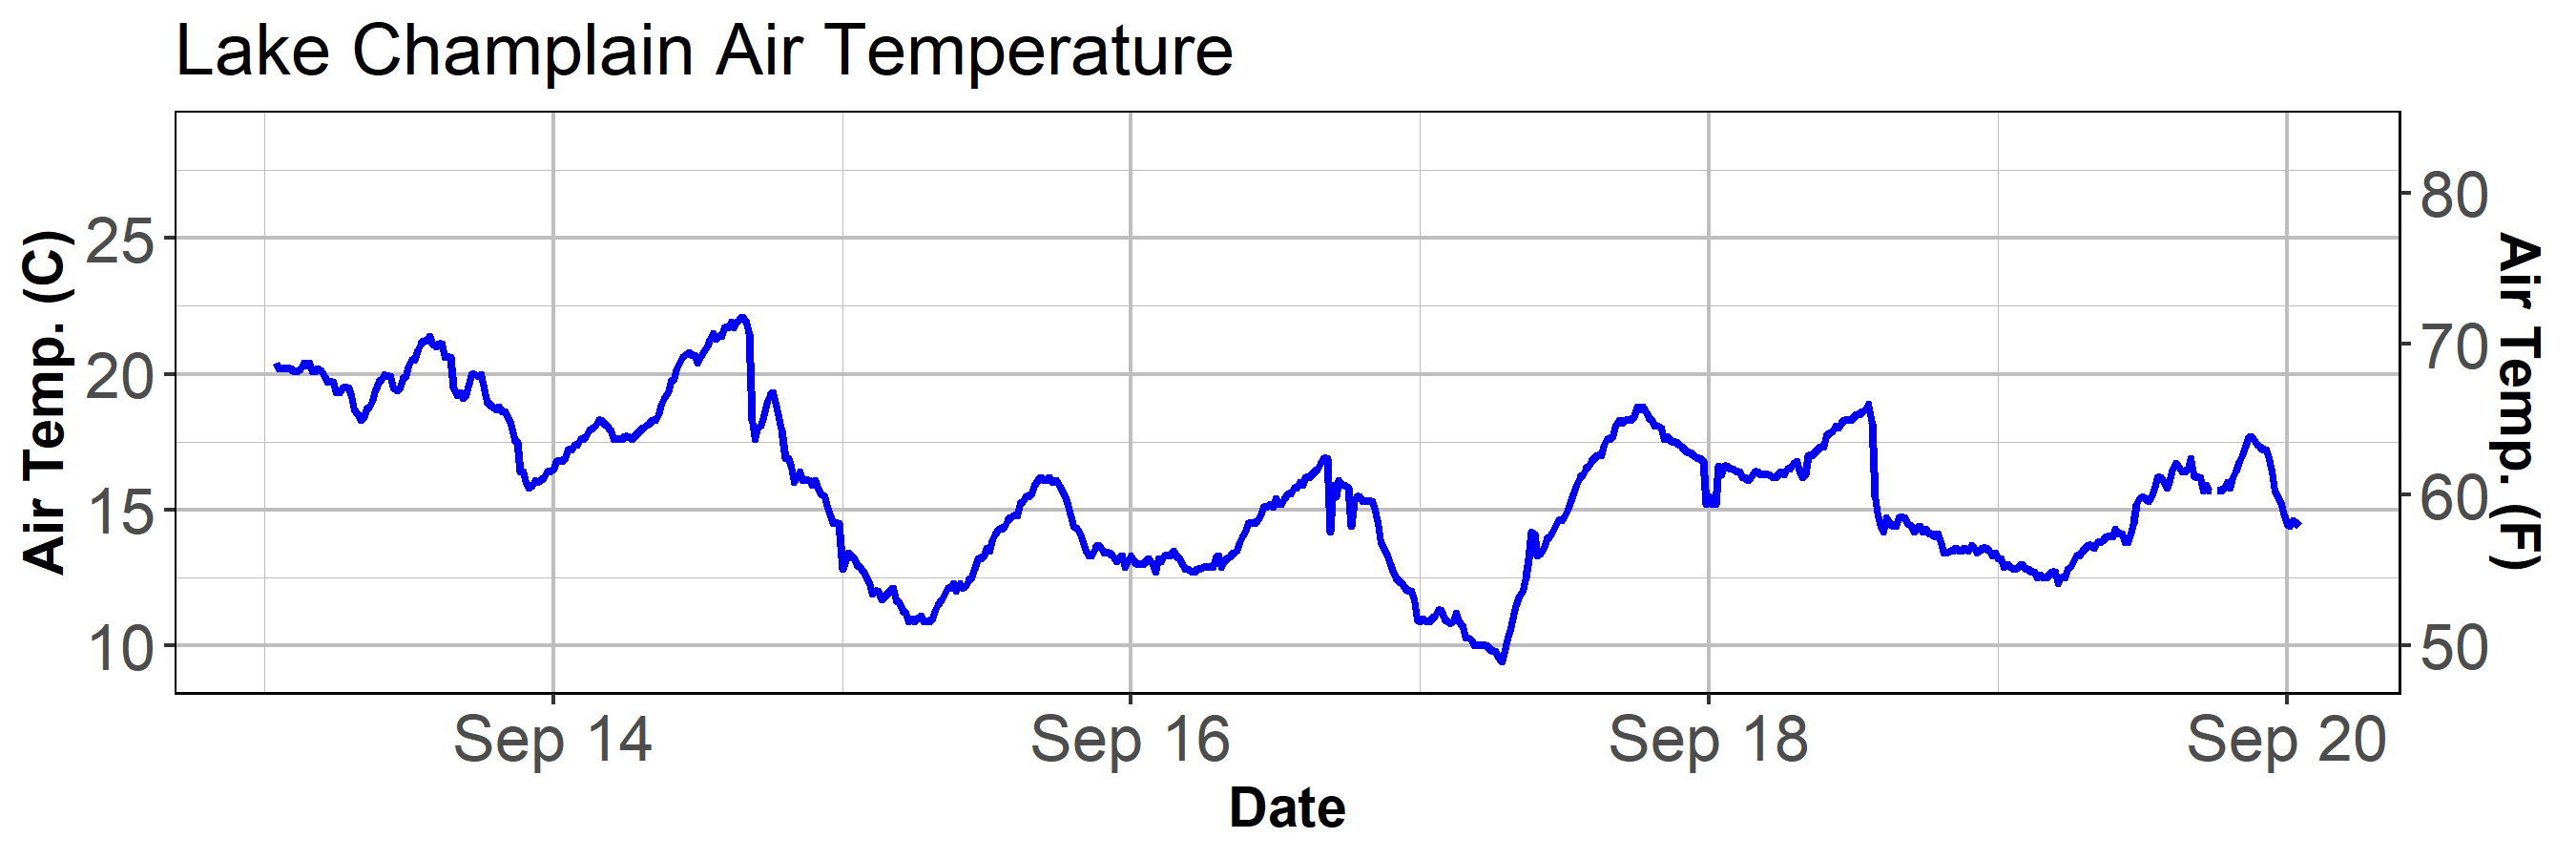 Lake Champlain Air Temperature
Air Temp. (C)
25
20
15
10
80
70
60
50
Air Temp. (F)
Sep 14 Sep 16 Sep 18 Sep 20
Date